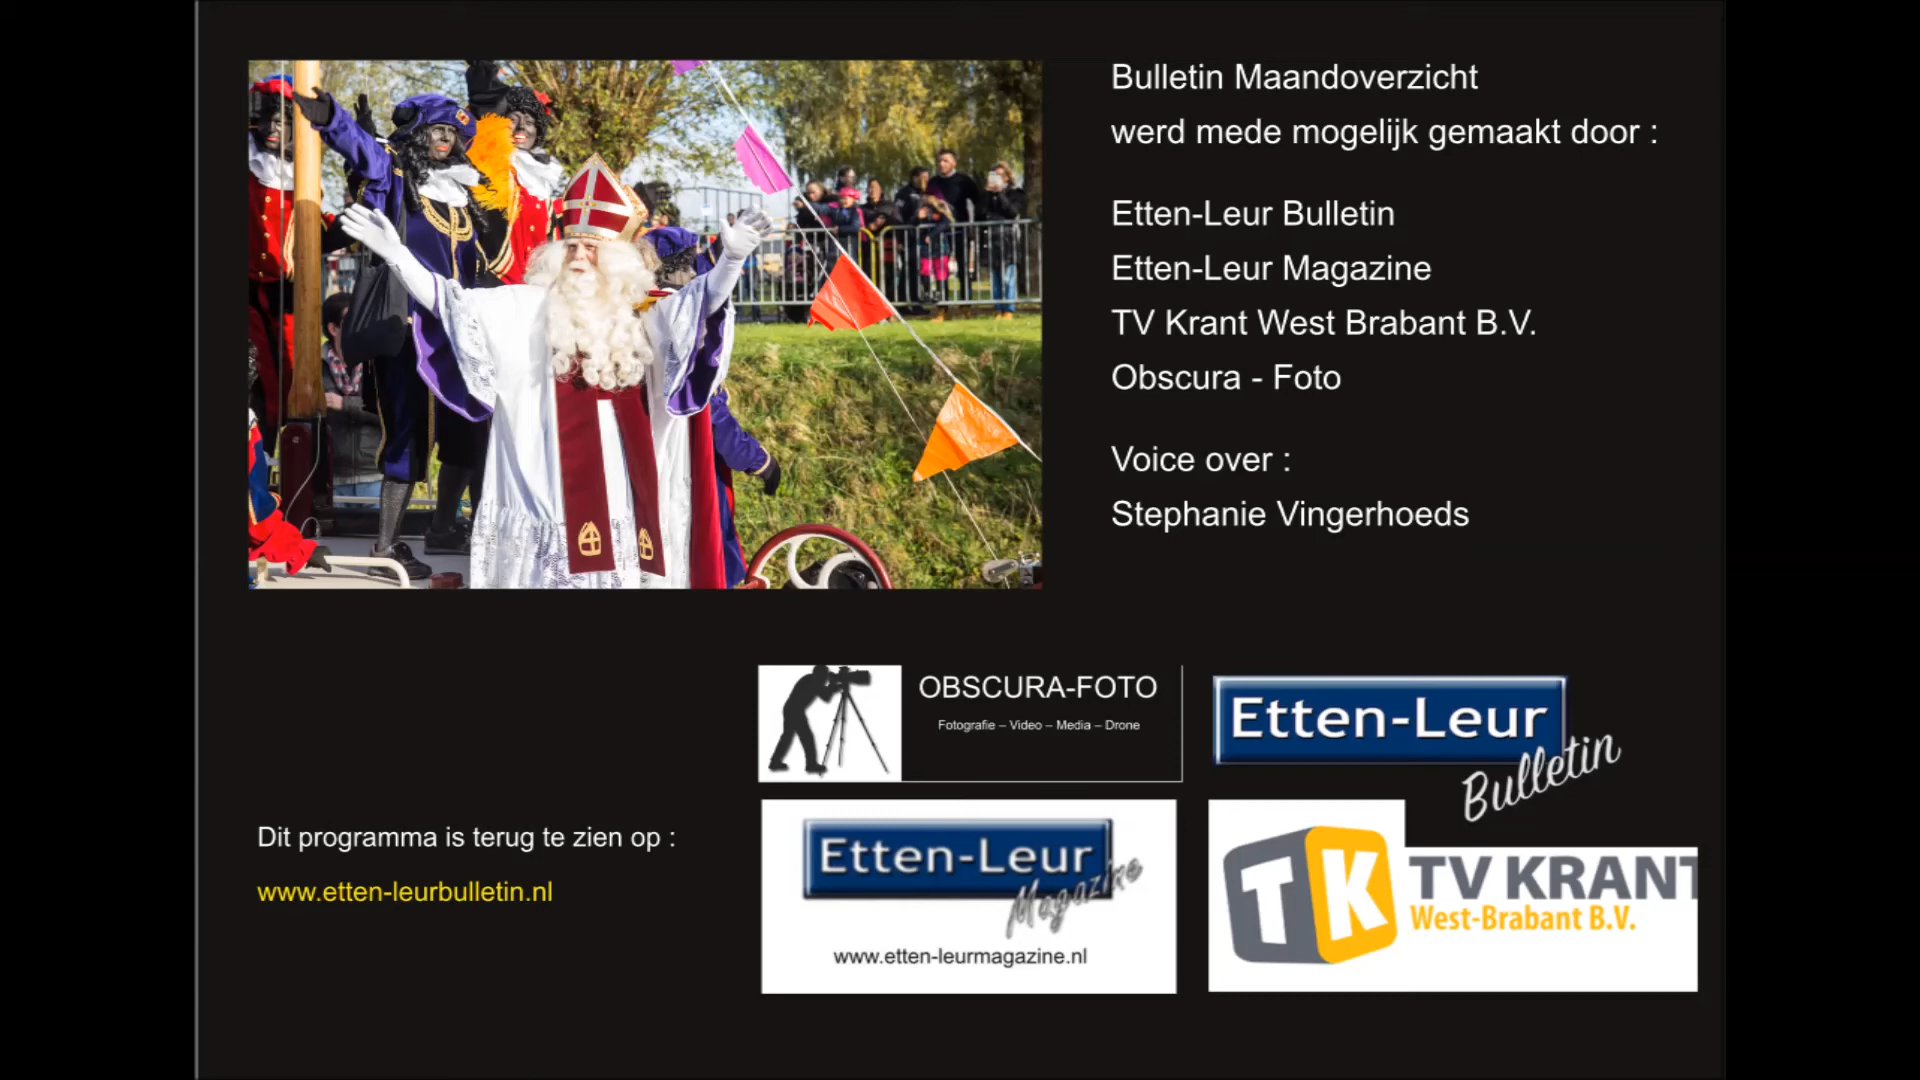 Bulletin Maandoverzicht
werd mede mogelijk gemaakt door :
Etten-Leur Bulletin
Etten-Leur Magazine
TV Krant West Brabant B.V.
Obscura - Foto
Voice over :
Stephanie Vingerhoeds
OBSCURA-FOTO
Fotografie – Video – Media – Drone
Etten-Leur
Bulletin
Dit programma is terug te zien op :
www.etten-leurbulletin.nl
Etten-Leur
Magazine
www.etten-leurmagazine.nl
TK TV KRANT
West-Brabant B.V.